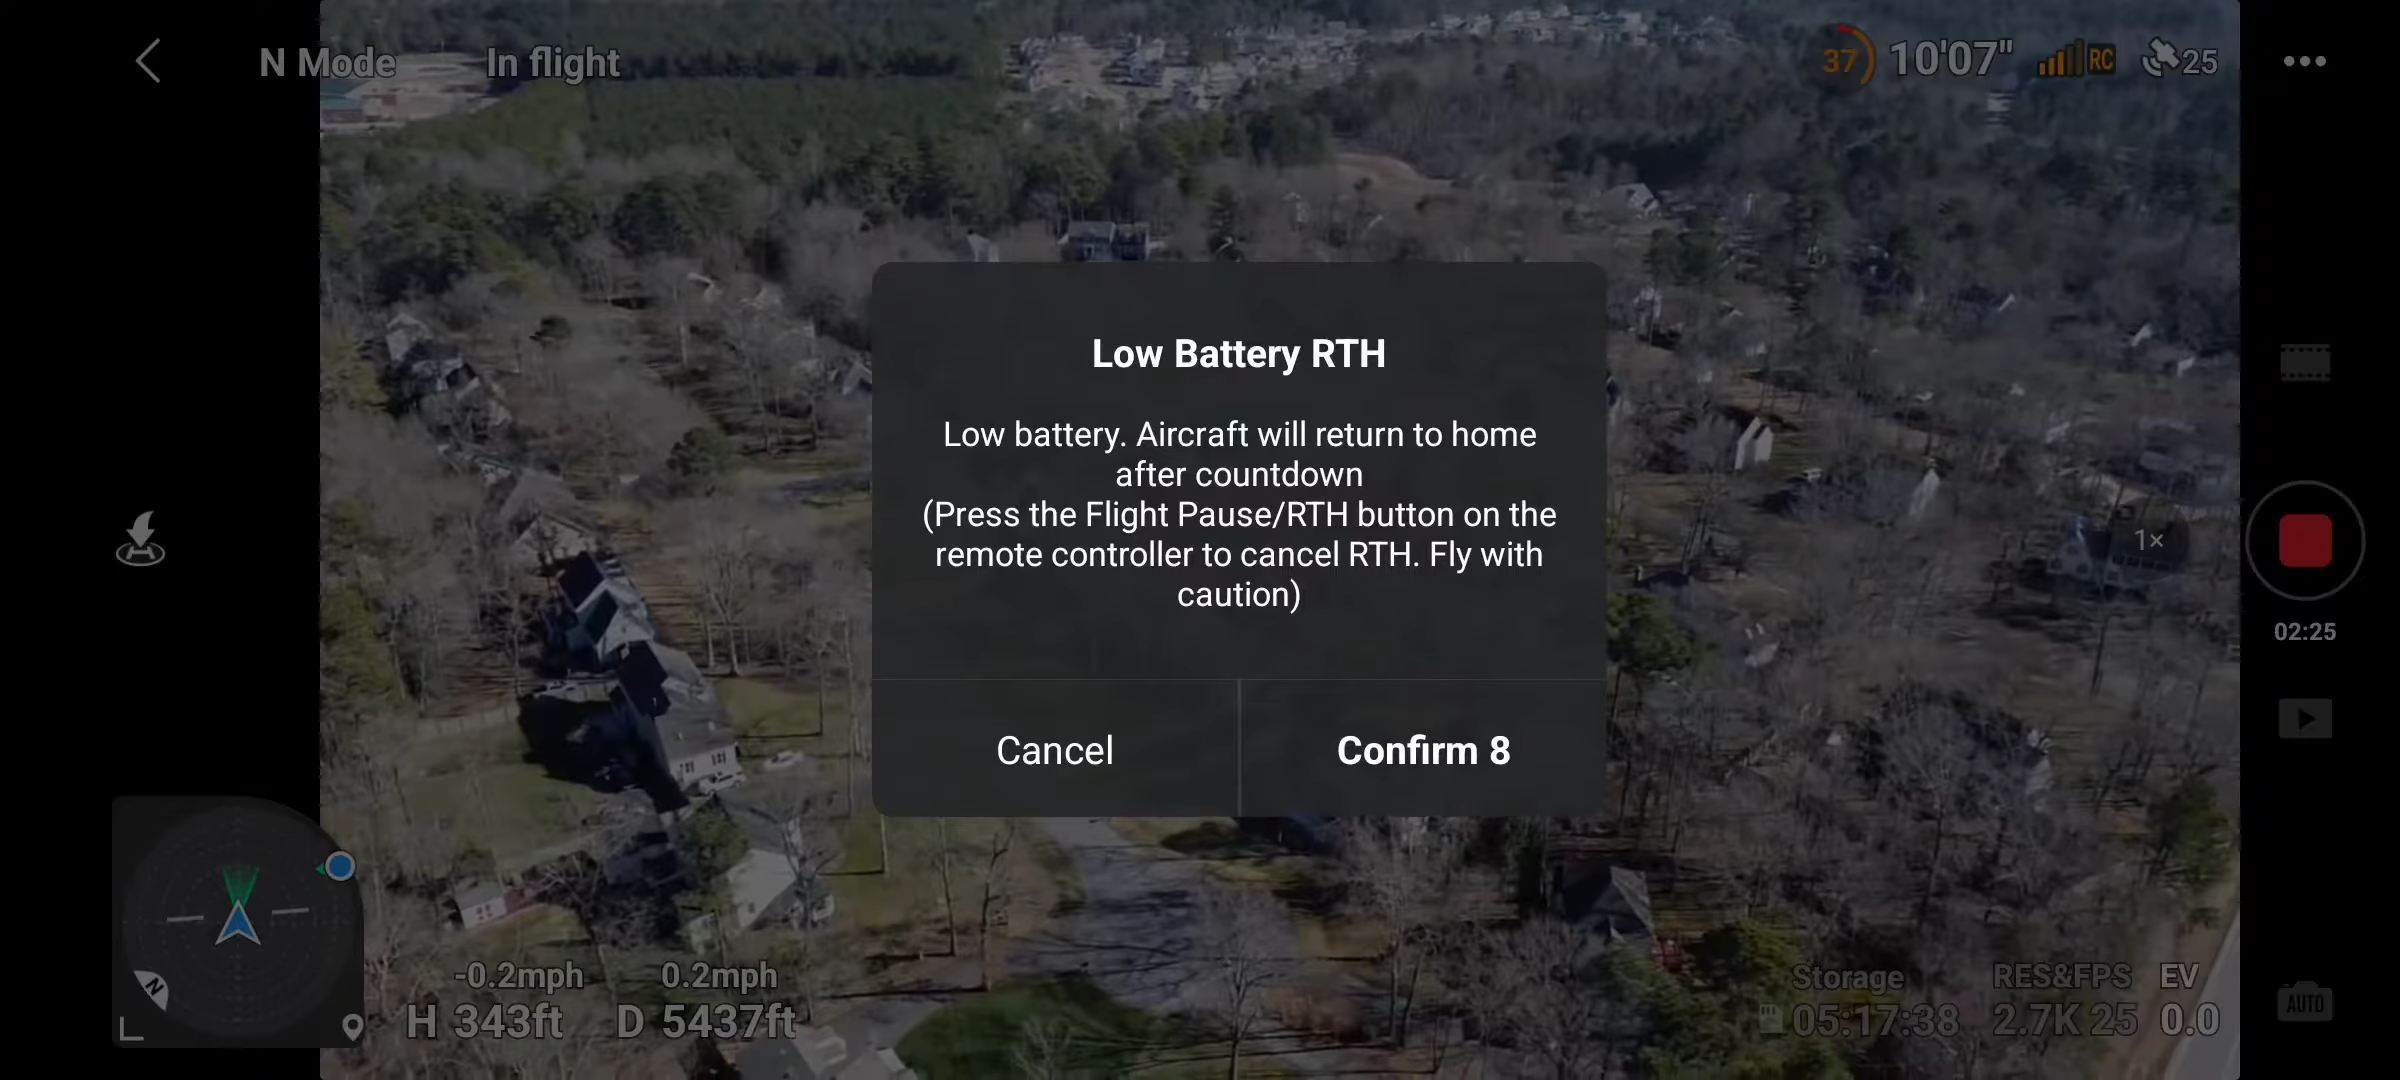 N Mode
In flight
37
10'07"
RC
25
Low Battery RTH
Low battery. Aircraft will return to home
after countdown
(Press the Flight Pause/RTH button on the
remote controller to cancel RTH. Fly with
caution)
Cancel
Confirm 8
1×
02:25
N
-0.2mph
0.2mph
H 343ft
D 5437ft
Storage
05:17:38
RES&FPS
2.7K 25
EV
0.0
AUTO